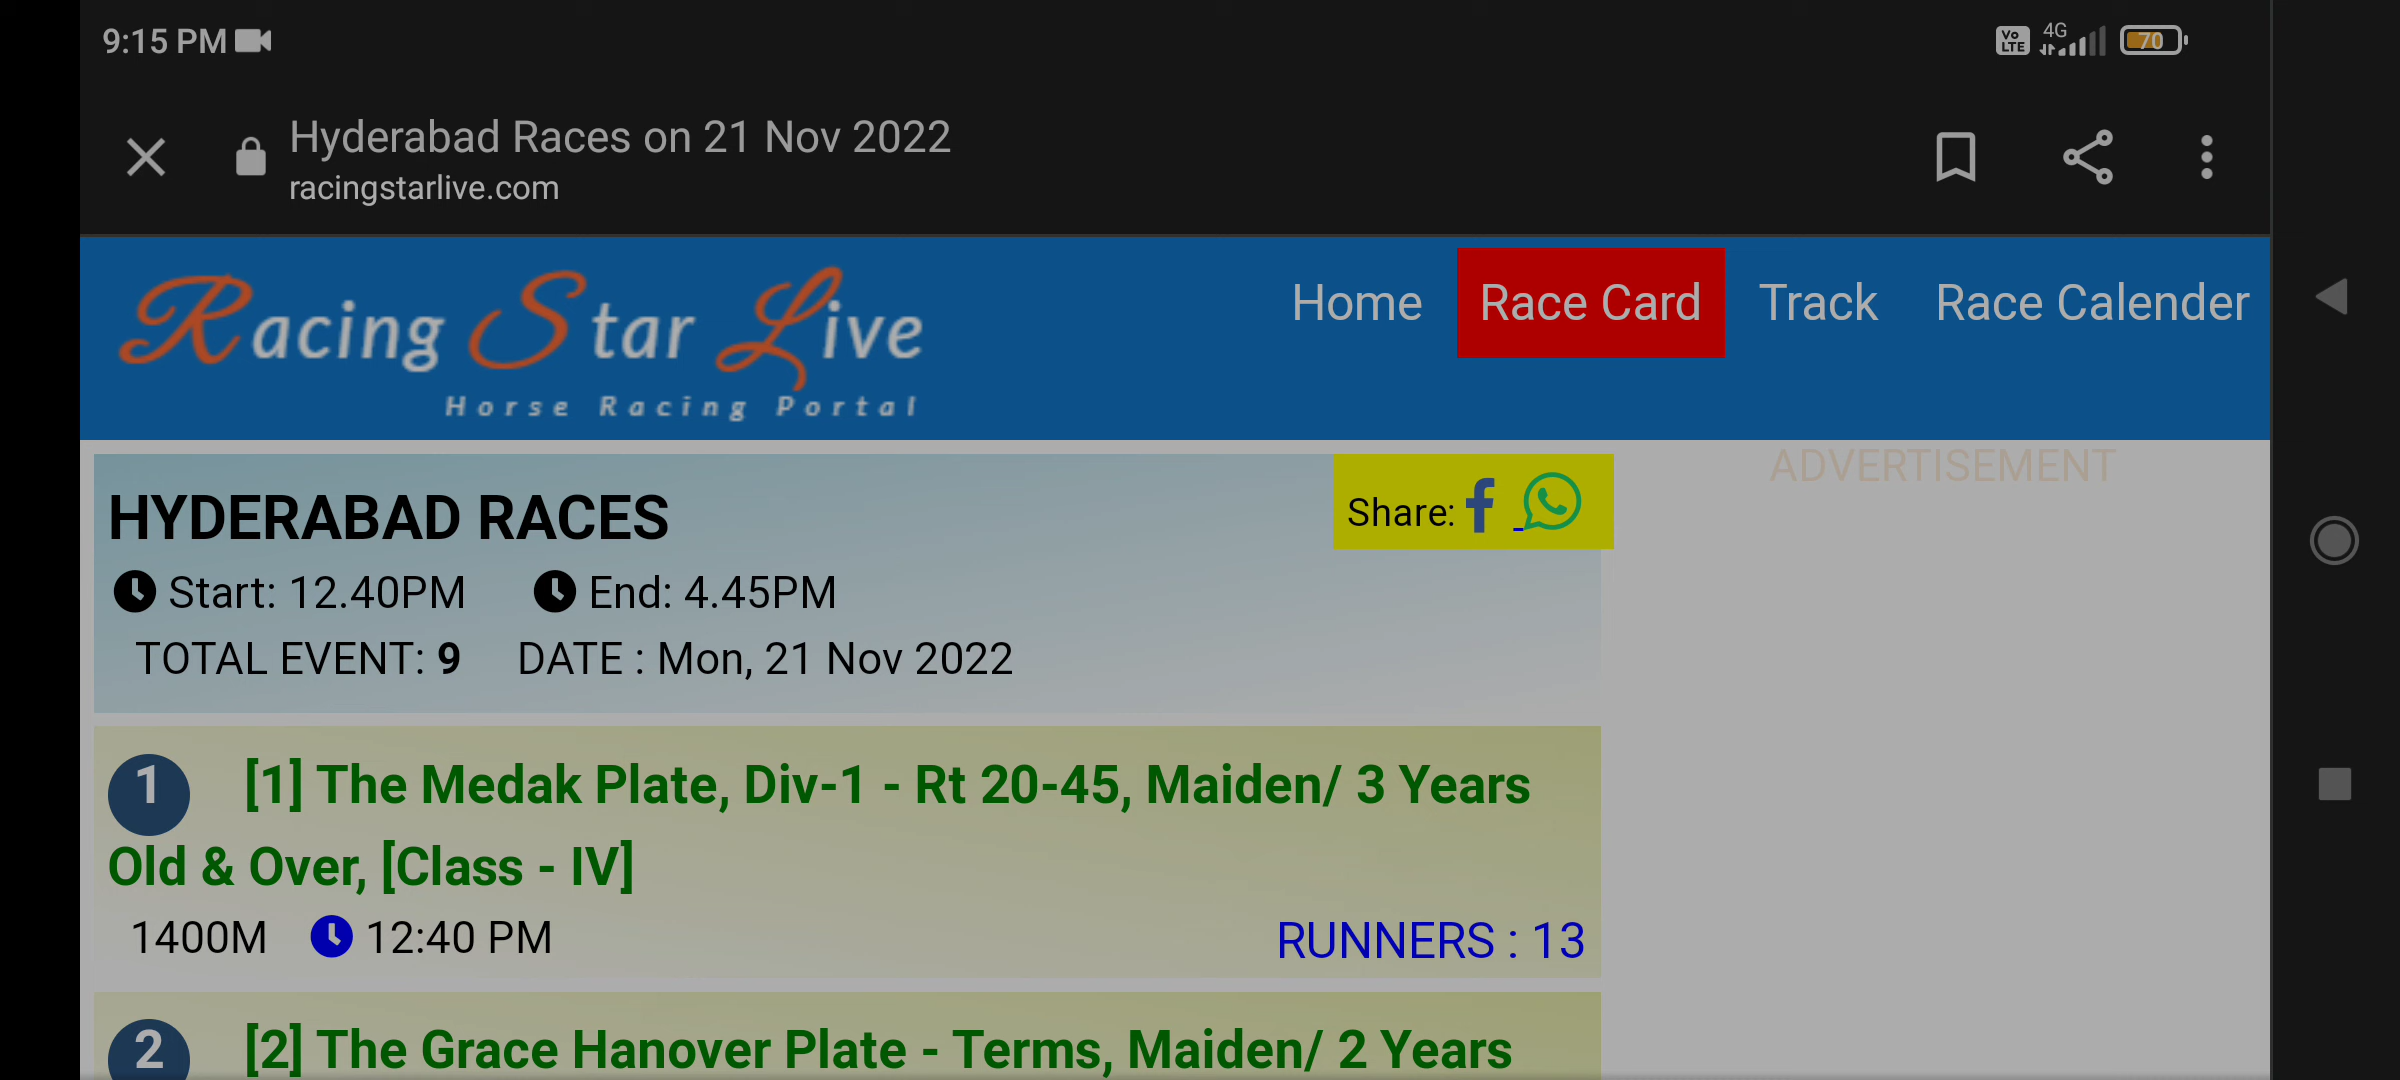 9:15 PM
Vo LTE 4G 70
Hyderabad Races on 21 Nov 2022
racingstarlive.com
Racing Star Live
Horse Racing Portal
Home Race Card Track Race Calender
ADVERTISEMENT
HYDERABAD RACES
Share:
Start: 12.40PM End: 4.45PM
TOTAL EVENT: 9 DATE : Mon, 21 Nov 2022
1 [1] The Medak Plate, Div-1 - Rt 20-45, Maiden/ 3 Years
Old & Over, [Class - IV]
1400M 12:40 PM RUNNERS : 13
2 [2] The Grace Hanover Plate - Terms, Maiden/ 2 Years